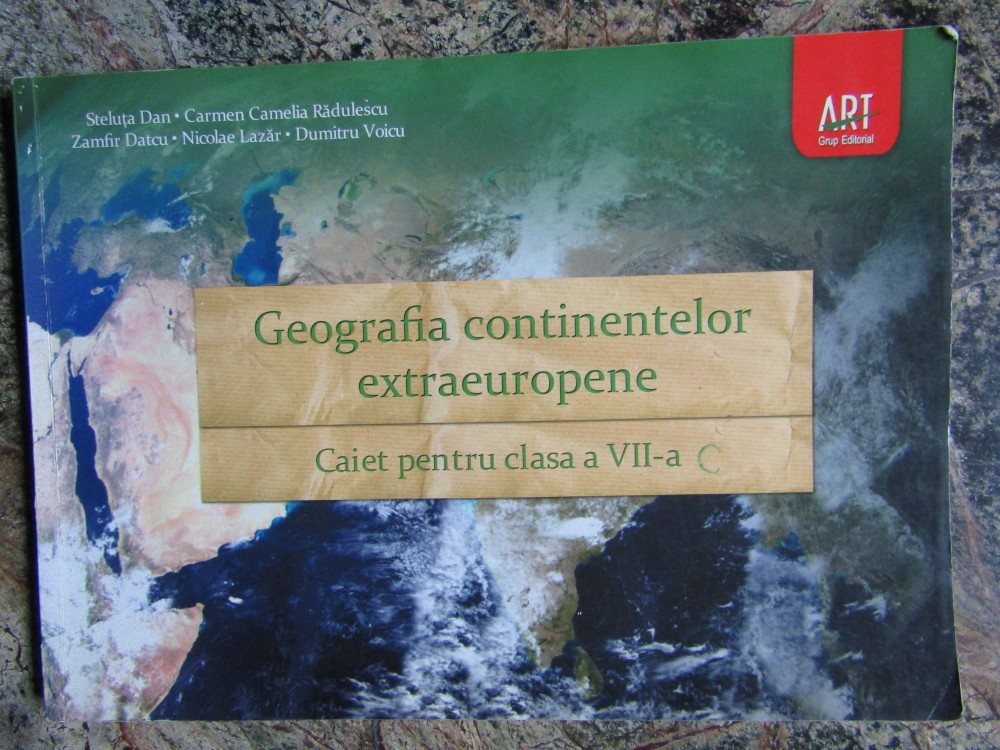 Steluța Dan • Carmen Camelia Rădulescu
Zamfir Datcu • Nicolae Lazăr • Dumitru Voicu
ART
Grup Editorial
Geografia continentelor
extraeuropene
Caiet pentru clasa a VII-a C